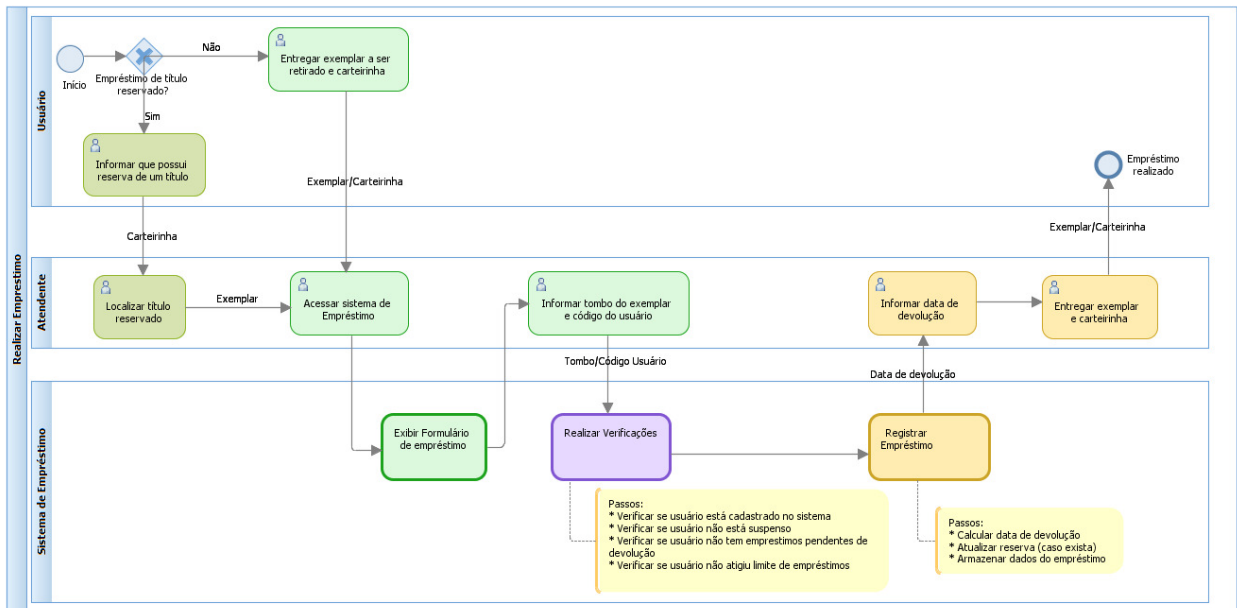 Realizar Emprestimo
Usuário
Início
Empréstimo de título
reservado?
Não
Sim
Entregar exemplar a ser
retirado e carteirinha
Informar que possui
reserva de um título
Exemplar/Carteirinha
Carteirinha
Empréstimo
realizado
Exemplar/Carteirinha
Atendente
Localizar título
reservado
Exemplar
Acessar sistema de
Empréstimo
Informar tombo do exemplar
e código do usuário
Informar data de
devolução
Entregar exemplar
e carteirinha
Tombo/Código Usuário
Data de devolução
Sistema de Empréstimo
Exibir Formulário
de empréstimo
Realizar Verificações
Registrar
Empréstimo
Passos:
* Verificar se usuário está cadastrado no sistema
* Verificar se usuário não está suspenso
* Verificar se usuário não tem emprestimos pendentes de
devolução
* Verificar se usuário não atigiu limite de empréstimos
Passos:
* Calcular data de devolução
* Atualizar reserva (caso exista)
* Armazenar dados do empréstimo